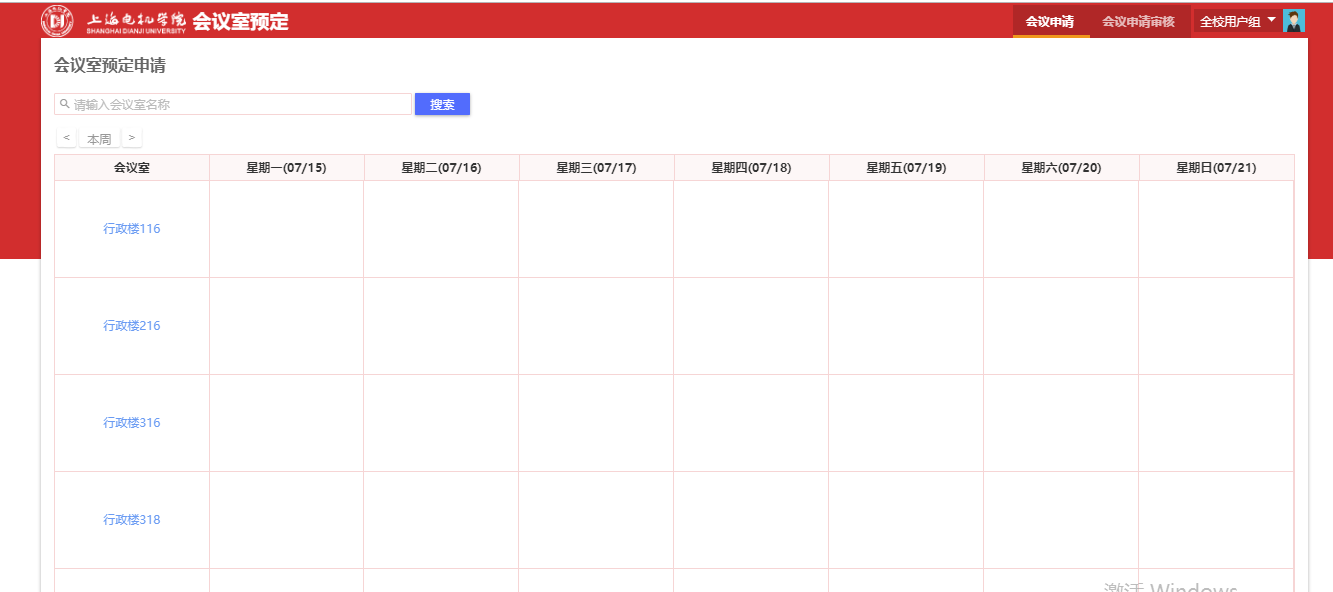 上海电机学院 会议室预定 会议申请 会议申请审核 全校用户组
SHANGHAI DIANJI UNIVERSITY
会议室预定申请
请输入会议室名称 搜索
< 本周 >
会议室 星期一(07/15) 星期二(07/16) 星期三(07/17) 星期四(07/18) 星期五(07/19) 星期六(07/20) 星期日(07/21)
行政楼116
行政楼216
行政楼316
行政楼318
激活 Windows